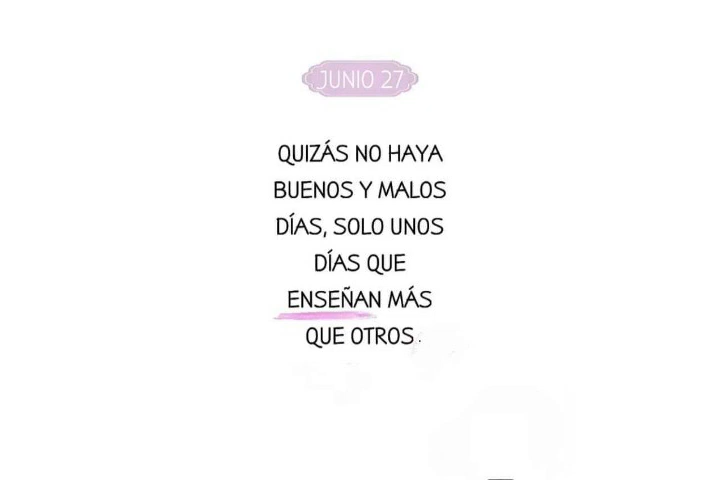 JUNIO 27
QUIZÁS NO HAYA
BUENOS Y MALOS
DÍAS, SOLO UNOS
DÍAS QUE
ENSEÑAN MÁS
QUE OTROS.